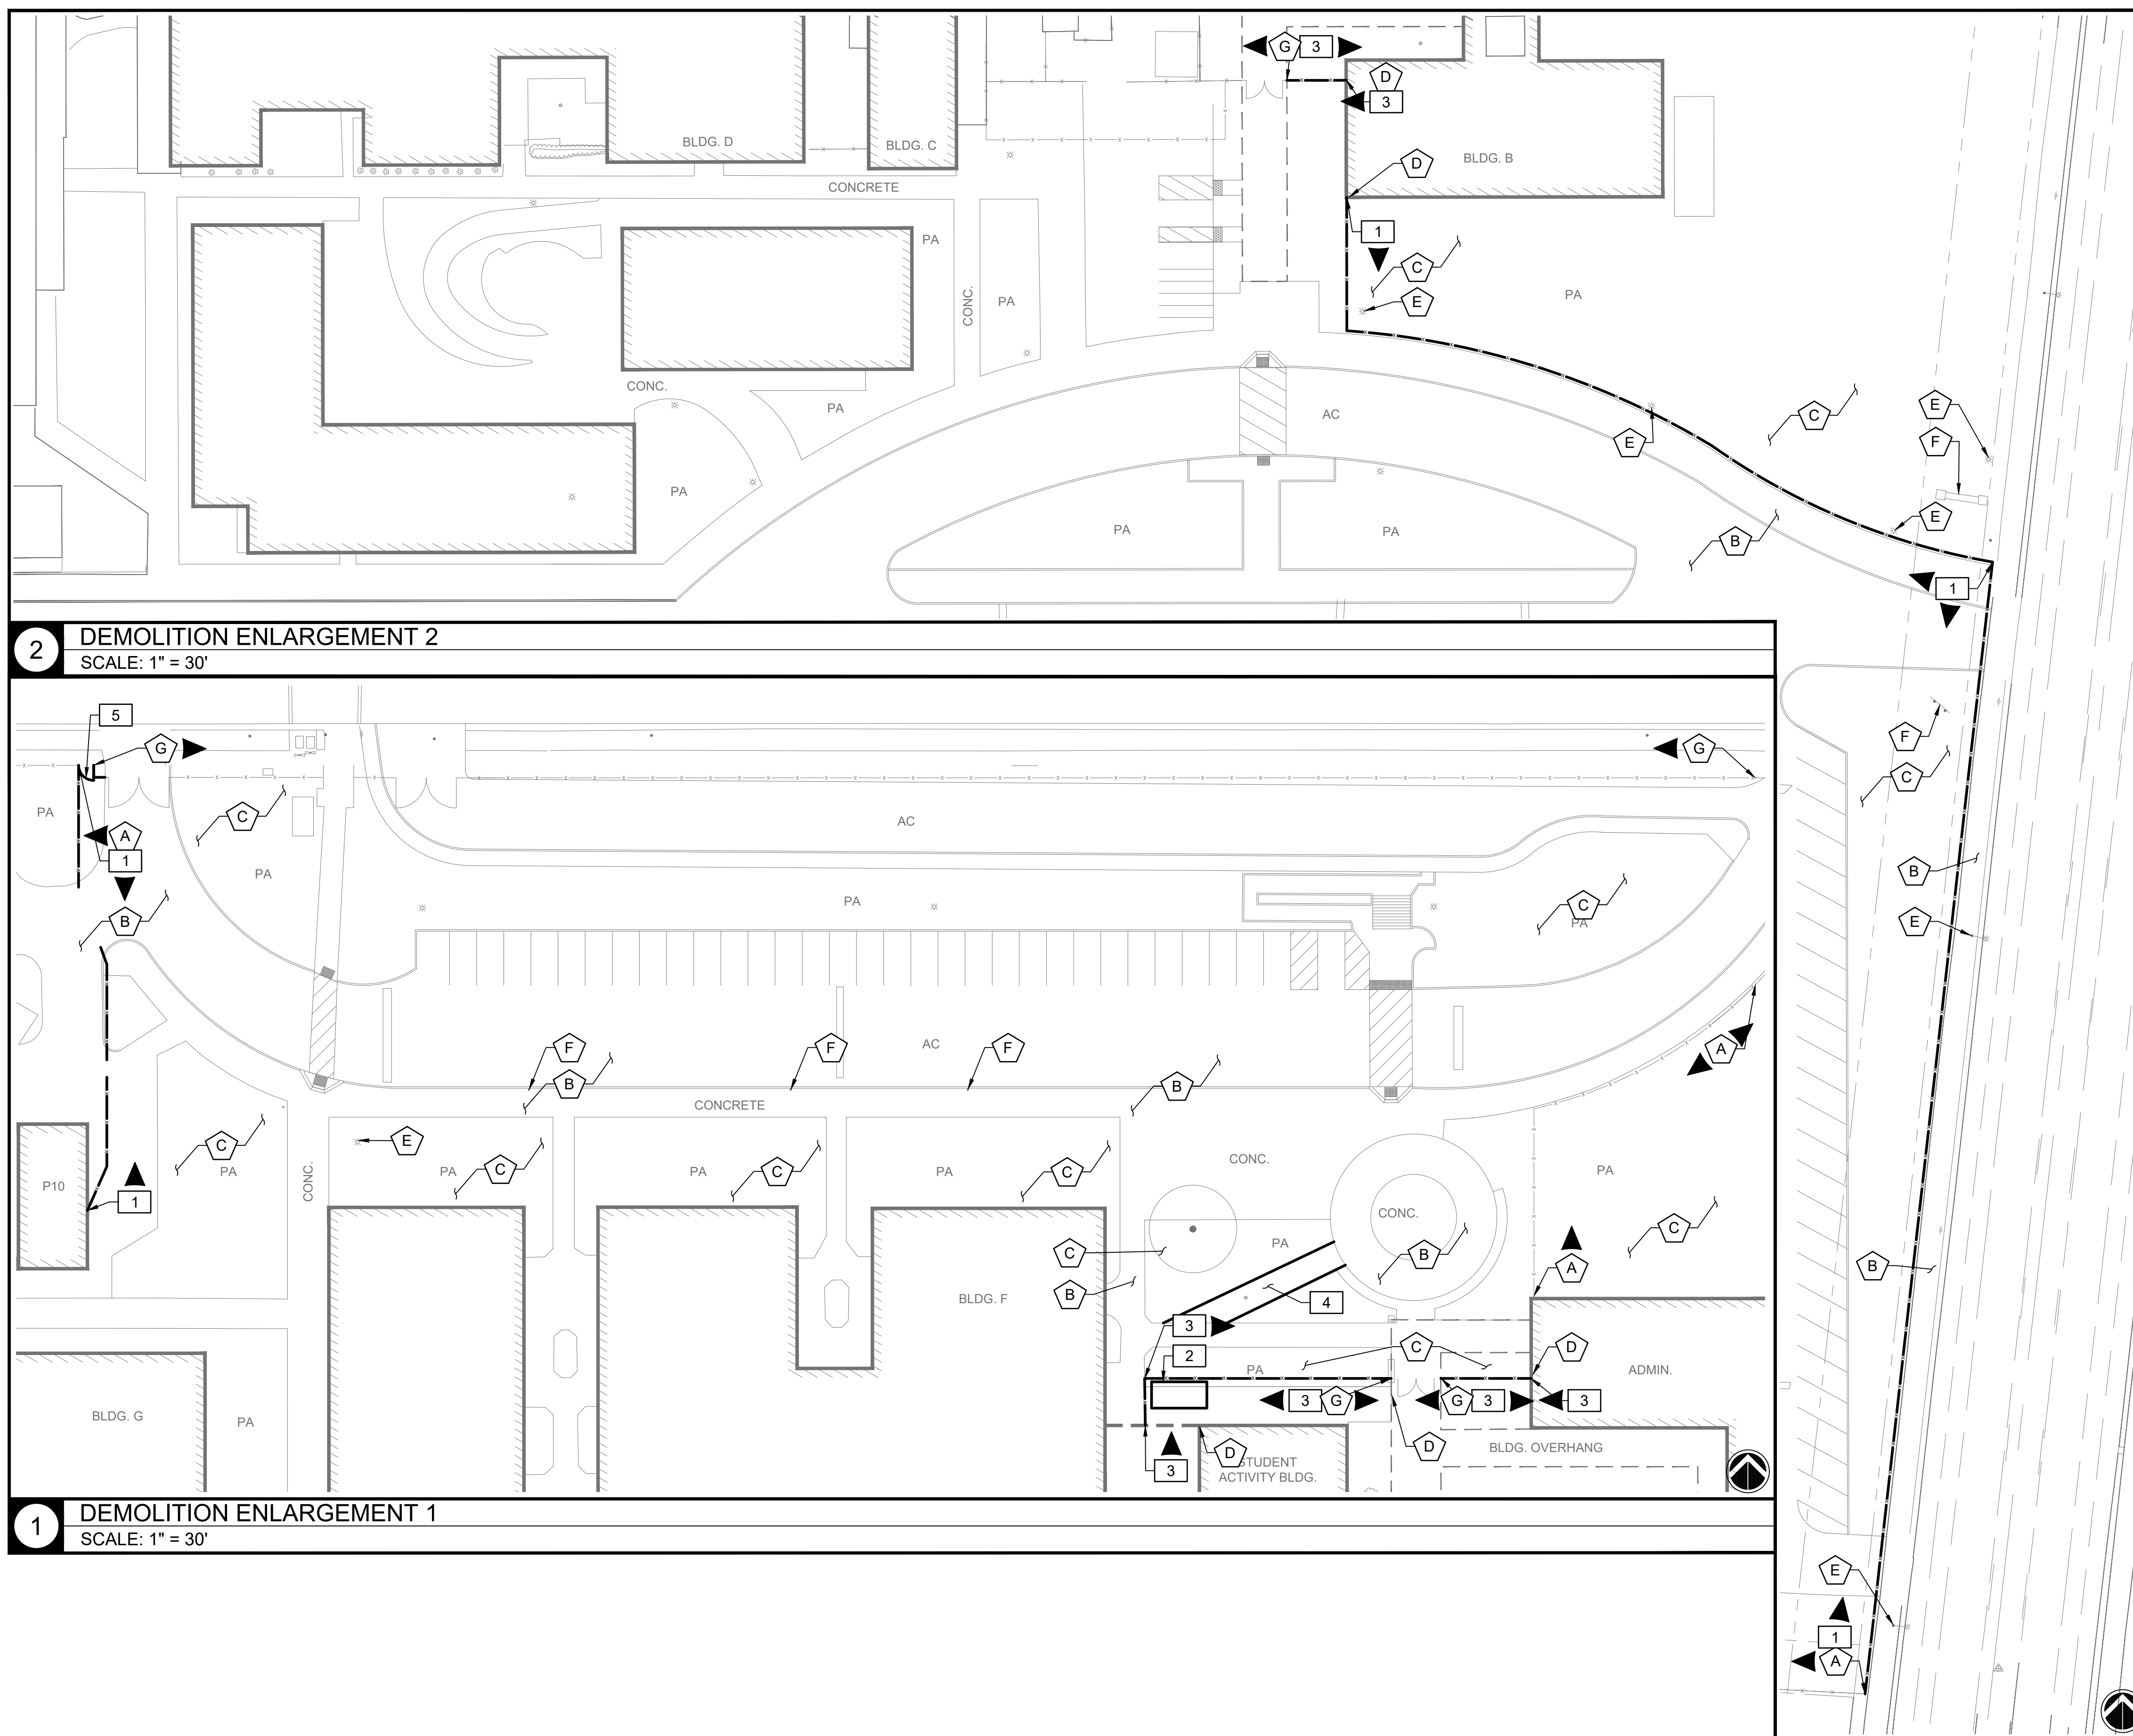 G 3
D
3
BLDG. D
BLDG. C
BLDG. B
D
CONCRETE
1
PA
C
PA
CONC.
PA
E
CONC.
PA
AC
C
E
E
F
PA
E
PA
PA
B
E
1
2
DEMOLITION ENLARGEMENT 2
SCALE: 1" = 30'
5
G
G
F
C
PA
C
AC
A
1
PA
B
PA
C
PA
B
E
F
F
F
AC
A
B
B
CONCRETE
C
E
PA
CONC.
PA
C
PA
C
PA
C
CONC.
PA
P10
1
CONC.
C
PA
B
C
A
B
B
BLDG. F
4
3
2
PA
C
D
ADMIN.
3 G
G 3
3
BLDG. G
PA
D
D
BLDG. OVERHANG
3
STUDENT
ACTIVITY BLDG.
1
DEMOLITION ENLARGEMENT 1
SCALE: 1" = 30'
E
1
A